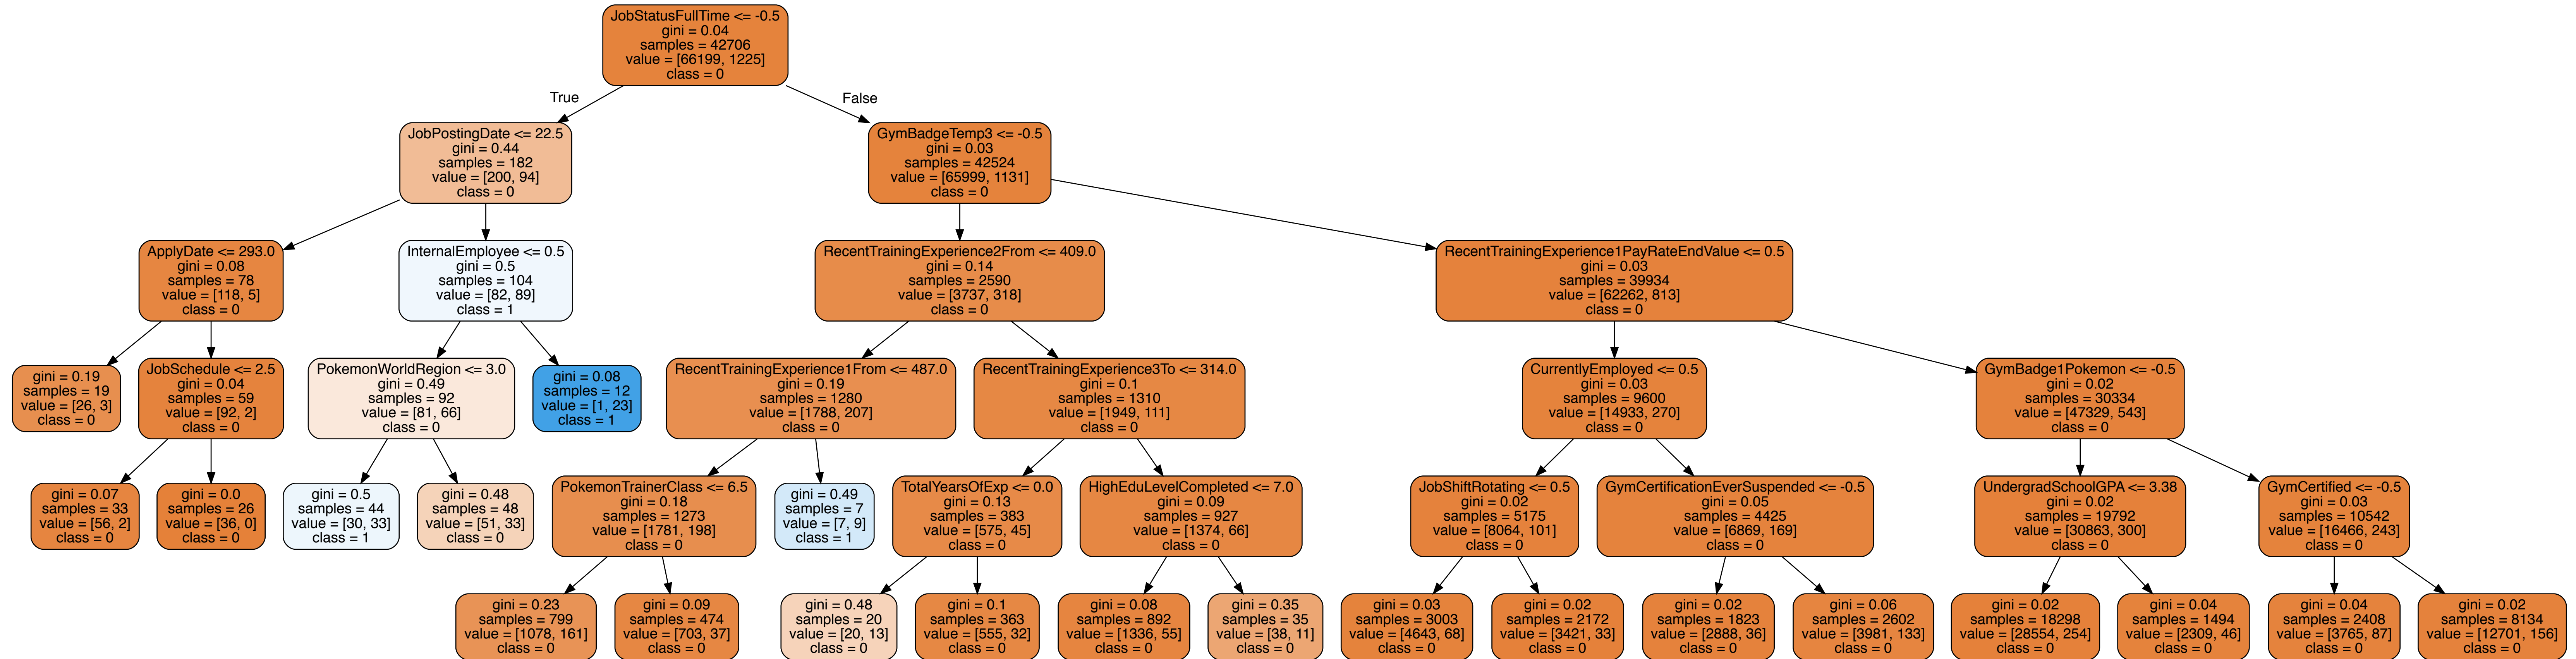 JobStatusFullTime <= -0.5
gini = 0.04
samples = 42706
value = [66199, 1225]
class = 0
True
False
JobPostingDate <= 22.5
gini = 0.44
samples = 182
value = [200, 94]
class = 0
GymBadgeTemp3 <= -0.5
gini = 0.03
samples = 42524
value = [65999, 1131]
class = 0
ApplyDate <= 293.0
gini = 0.08
samples = 78
value = [118, 5]
class = 0
InternalEmployee <= 0.5
gini = 0.5
samples = 104
value = [82, 89]
class = 1
RecentTrainingExperience2From <= 409.0
gini = 0.14
samples = 2590
value = [3737, 318]
class = 0
RecentTrainingExperience1PayRateEndValue <= 0.5
gini = 0.03
samples = 39934
value = [62262, 813]
class = 0
gini = 0.19
samples = 19
value = [26, 3]
class = 0
JobSchedule <= 2.5
gini = 0.04
samples = 59
value = [92, 2]
class = 0
PokemonWorldRegion <= 3.0
gini = 0.49
samples = 92
value = [81, 66]
class = 0
gini = 0.08
samples = 12
value = [1, 23]
class = 1
RecentTrainingExperience1From <= 487.0
gini = 0.19
samples = 1280
value = [1788, 207]
class = 0
RecentTrainingExperience3To <= 314.0
gini = 0.1
samples = 1310
value = [1949, 111]
class = 0
CurrentlyEmployed <= 0.5
gini = 0.03
samples = 9600
value = [14933, 270]
class = 0
GymBadge1Pokemon <= -0.5
gini = 0.02
samples = 30334
value = [47329, 543]
class = 0
gini = 0.07
samples = 33
value = [56, 2]
class = 0
gini = 0.0
samples = 26
value = [36, 0]
class = 0
gini = 0.5
samples = 44
value = [30, 33]
class = 1
gini = 0.48
samples = 48
value = [51, 33]
class = 0
PokemonTrainerClass <= 6.5
gini = 0.18
samples = 1273
value = [1781, 198]
class = 0
gini = 0.49
samples = 7
value = [7, 9]
class = 1
TotalYearsOfExp <= 0.0
gini = 0.13
samples = 383
value = [575, 45]
class = 0
HighEduLevelCompleted <= 7.0
gini = 0.09
samples = 927
value = [1374, 66]
class = 0
JobShiftRotating <= 0.5
gini = 0.02
samples = 5175
value = [8064, 101]
class = 0
GymCertificationEverSuspended <= -0.5
gini = 0.05
samples = 4425
value = [6869, 169]
class = 0
UndergradSchoolGPA <= 3.38
gini = 0.02
samples = 19792
value = [30863, 300]
class = 0
GymCertified <= -0.5
gini = 0.03
samples = 10542
value = [16466, 243]
class = 0
gini = 0.23
samples = 799
value = [1078, 161]
class = 0
gini = 0.09
samples = 474
value = [703, 37]
class = 0
gini = 0.48
samples = 20
value = [20, 13]
class = 0
gini = 0.1
samples = 363
value = [555, 32]
class = 0
gini = 0.08
samples = 892
value = [1336, 55]
class = 0
gini = 0.35
samples = 35
value = [38, 11]
class = 0
gini = 0.03
samples = 3003
value = [4643, 68]
class = 0
gini = 0.02
samples = 2172
value = [3421, 33]
class = 0
gini = 0.02
samples = 1823
value = [2888, 36]
class = 0
gini = 0.06
samples = 2602
value = [3981, 133]
class = 0
gini = 0.02
samples = 18298
value = [28554, 254]
class = 0
gini = 0.04
samples = 1494
value = [2309, 46]
class = 0
gini = 0.04
samples = 2408
value = [3765, 87]
class = 0
gini = 0.02
samples = 8134
value = [12701, 156]
class = 0